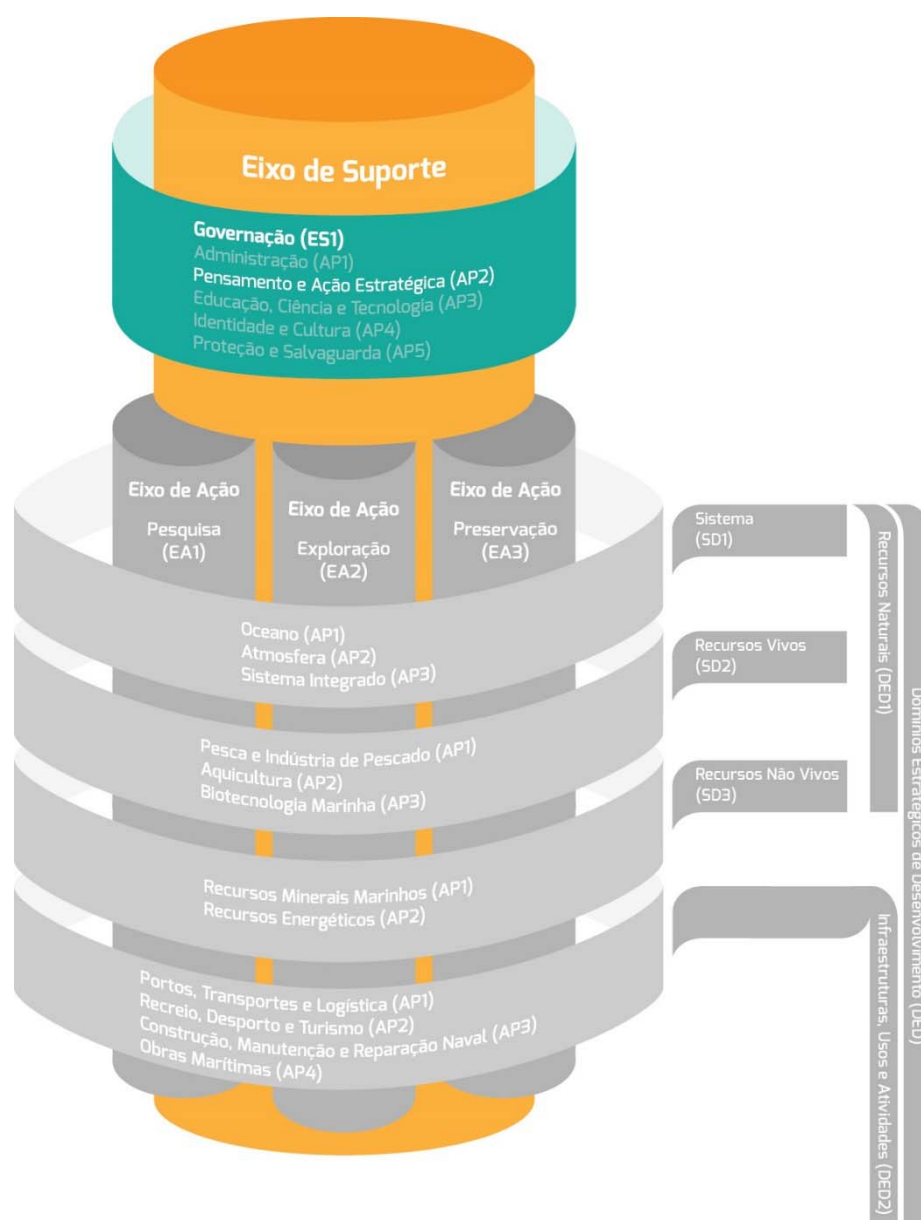 Eixo de Suporte
Governação (ES1)
Administração (AP1)
Pensamento e Ação Estratégica (AP2)
Educação, Ciência e Tecnologia (AP3)
Identidade e Cultura (AP4)
Proteção e Salvaguarda (AP5)
Eixo de Ação
Pesquisa
(EA1)
Eixo de Ação
Exploração
(EA2)
Eixo de Ação
Preservação
(EA3)
Oceano (AP1)
Atmosfera (AP2)
Sistema Integrado (AP3)
Pesca e Indústria de Pescado (AP1)
Aquicultura (AP2)
Biotecnologia Marinha (AP3)
Recursos Minerais Marinhos (AP1)
Recursos Energéticos (AP2)
Portos, Transportes e Logística (AP1)
Recreio, Desporto e Turismo (AP2)
Construção, Manutenção e Reparação Naval (AP3)
Obras Marítimas (AP4)
Sistema
(SD1)
Recursos Vivos
(SD2)
Recursos Não Vivos
(SD3)
Recursos Naturais (DED1)
Infraestruturas, Usos e Atividades (DED2)
Domínios Estratégicos de Desenvolvimento (DED)